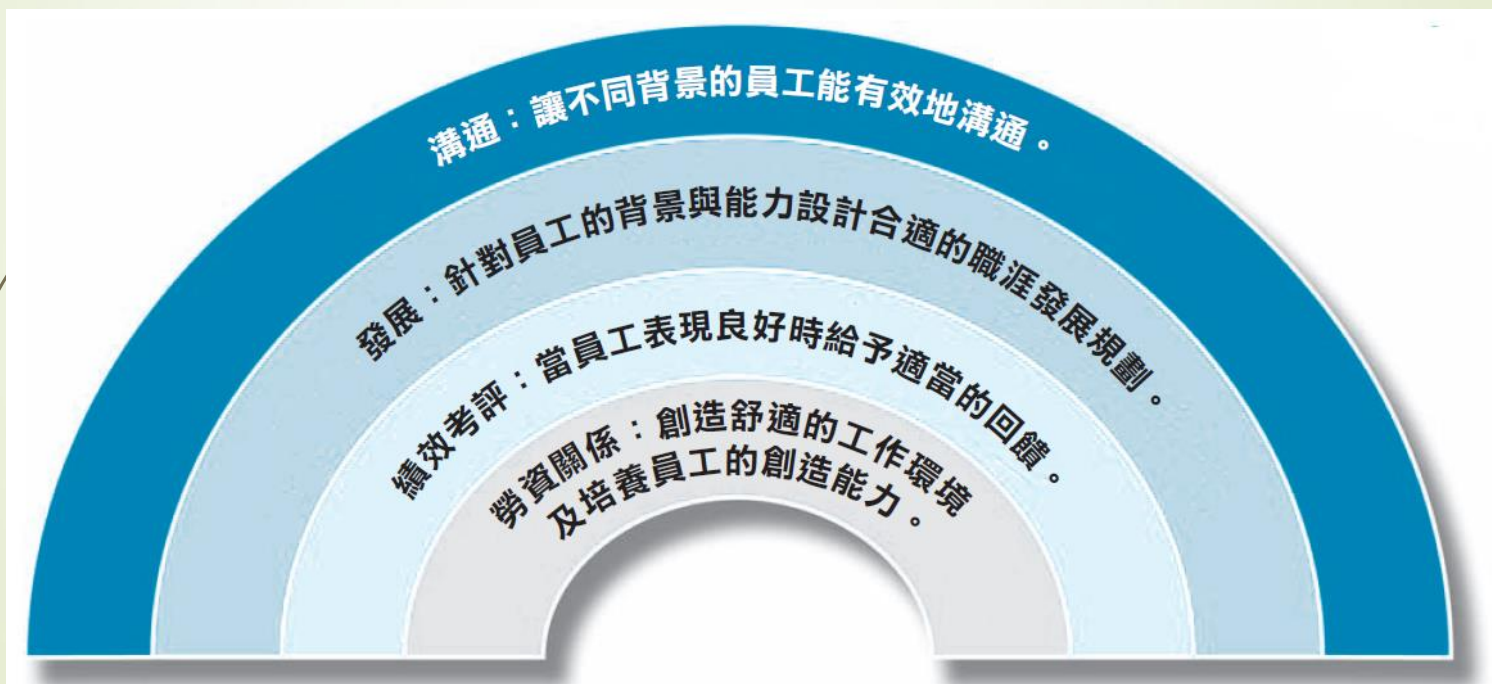 溝通：讓不同背景的員工能有效地溝通。
發展：針對員工的背景與能力設計合適的職涯發展規劃。
績效考評：當員工表現良好時給予適當的回饋。
勞資關係：創造舒適的工作環境
及培養員工的創造能力。